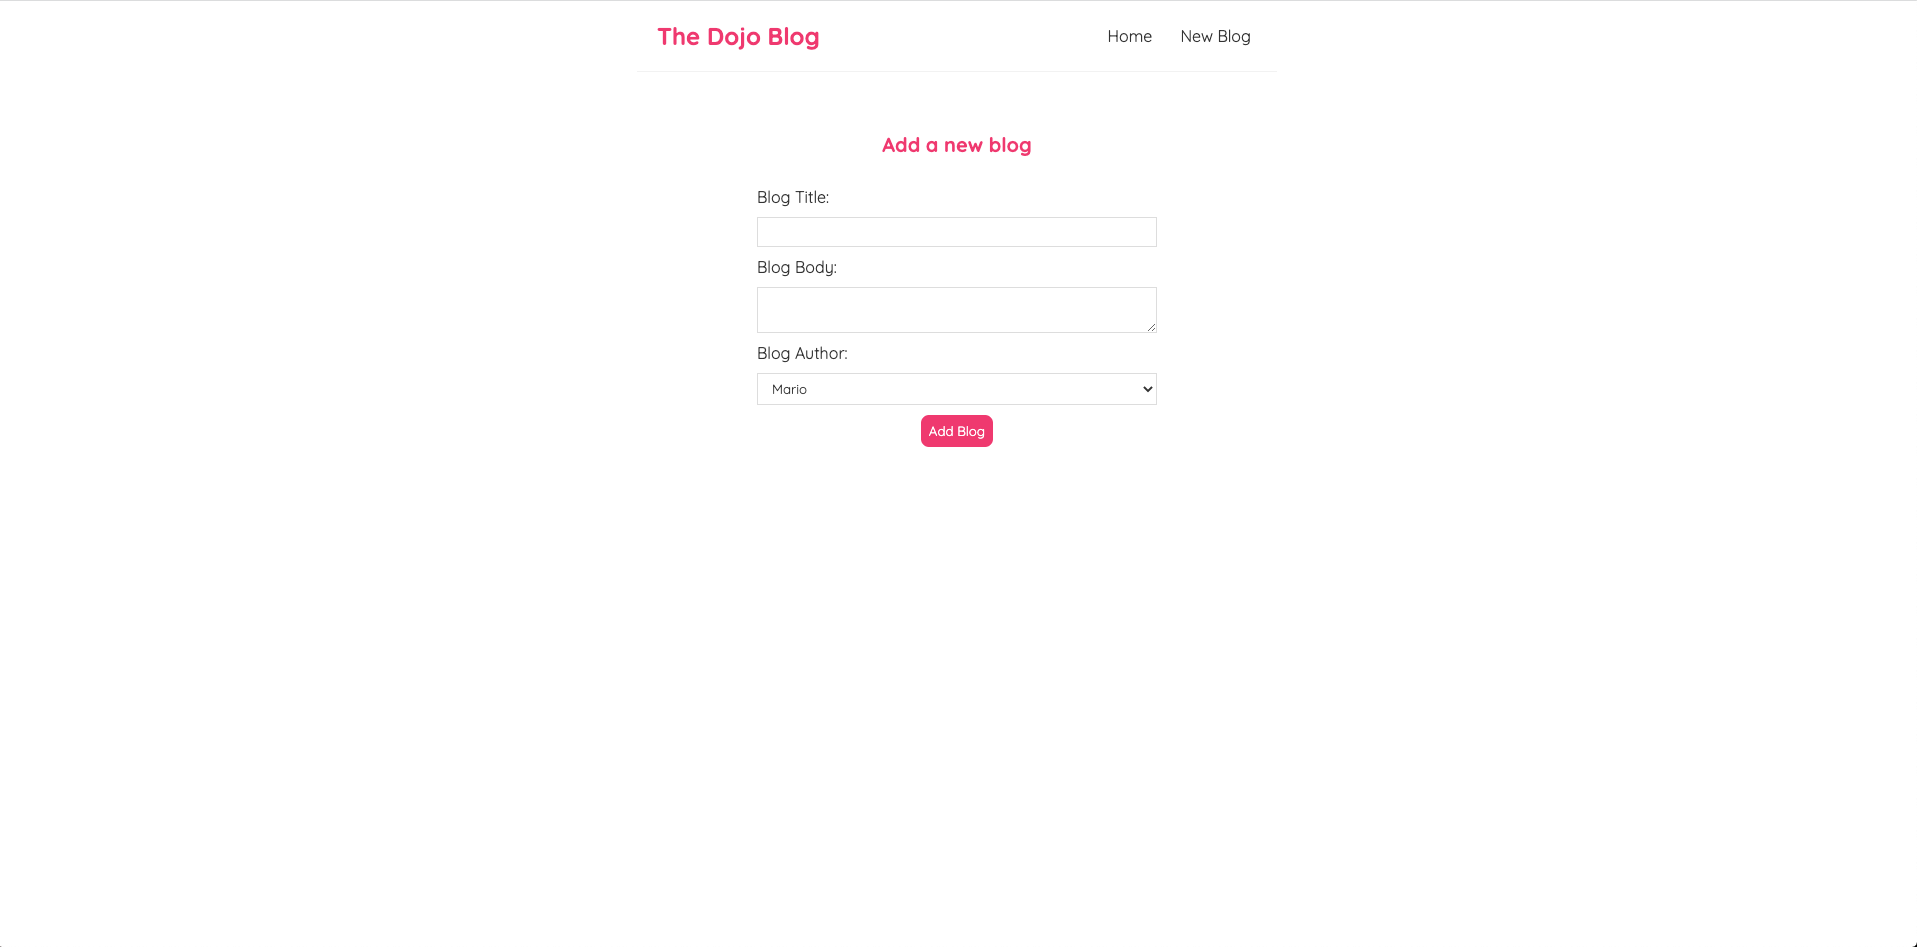 The Dojo Blog
Home New Blog
Add a new blog
Blog Title:
Blog Body:
Blog Author:
Mario
Add Blog